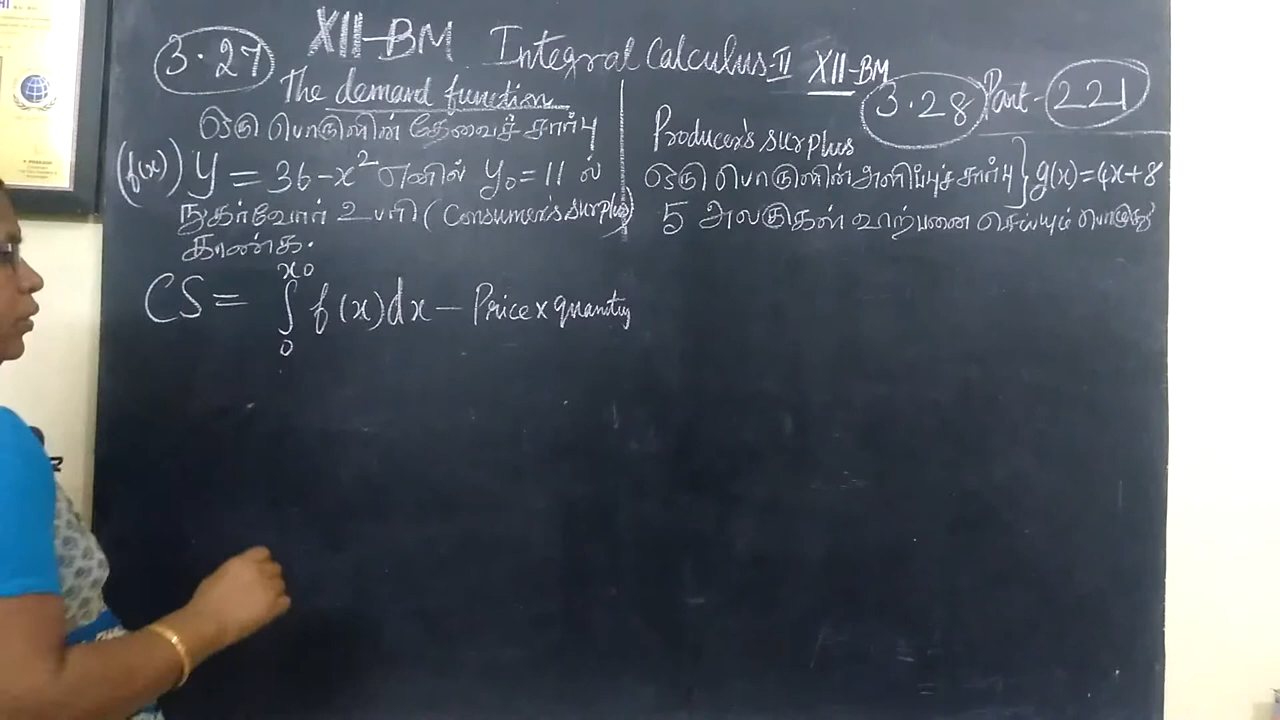 XII-BM Integral Calculus-II XII-BM
3.27
The demand function
ஒரு பொருளின் தேவைச் சார்பு
(f(x)) y = 36-x² எனில் y₀ = 11 ல்
நுகர்வோர் உபரி (Consumer's surplus)
காண்க.
CS = ∫₀^x₀ f(x)dx - Price x quantity
3.28 Part-221
Producer's surplus
ஒரு பொருளின் அளிப்புச் சார்பு } g(x)=4x+8
5 அலகுகள் உற்பனை செய்யும் பொழுது